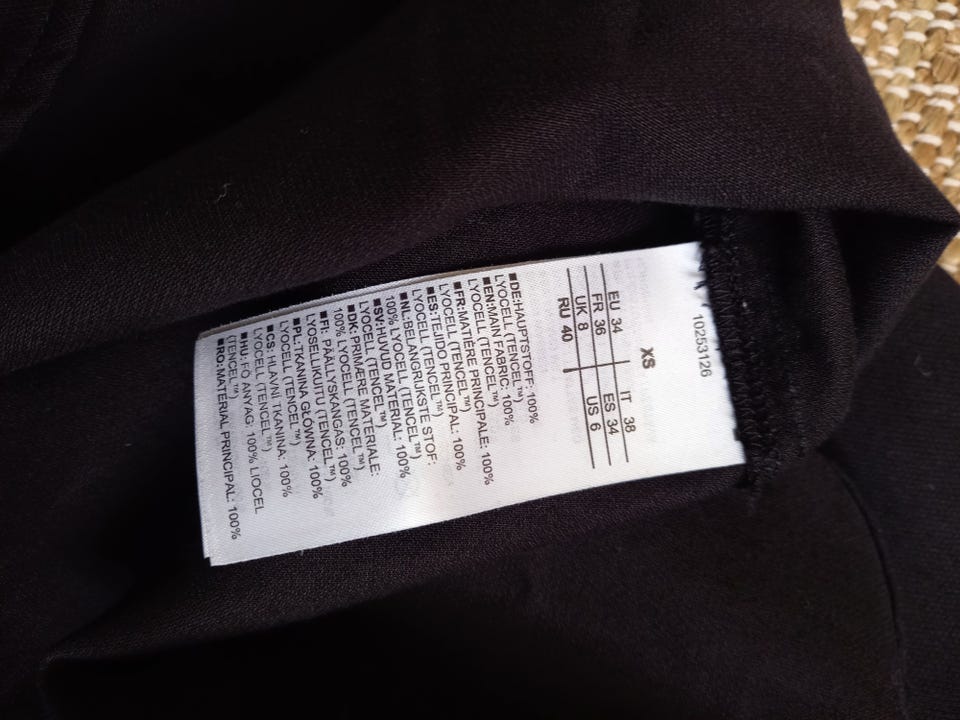 10253126
XS
EU 34 IT 38
FR 36 ES 34
UK 8 US 6
RU 40
■DE:HAUPTSTOFF: 100%
LYOCELL (TENCEL™)
■EN:MAIN FABRIC: 100%
LYOCELL (TENCEL™)
■FR:MATIÈRE PRINCIPALE: 100%
LYOCELL (TENCEL™)
■ES:TEJIDO PRINCIPAL: 100%
LYOCELL (TENCEL™)
■NL:BELANGRIJKSTE STOF:
100% LYOCELL (TENCEL™)
■SV:HUVUD MATERIAL: 100%
LYOCELL (TENCEL™)
■DK:PRIMÆRE MATERIALE:
100% LYOCELL (TENCEL™)
■FI: PÄÄLLYSKANGAS: 100%
LYOSELIKUITU (TENCEL™)
■PL:TKANINA GŁÓWNA: 100%
LYOCELL (TENCEL™)
■CS:HLAVNÍ TKANINA: 100%
LYOCELL (TENCEL™)
■HU:FŐ ANYAG: 100% LIOCEL
(TENCEL™)
■RO:MATERIAL PRINCIPAL: 100%